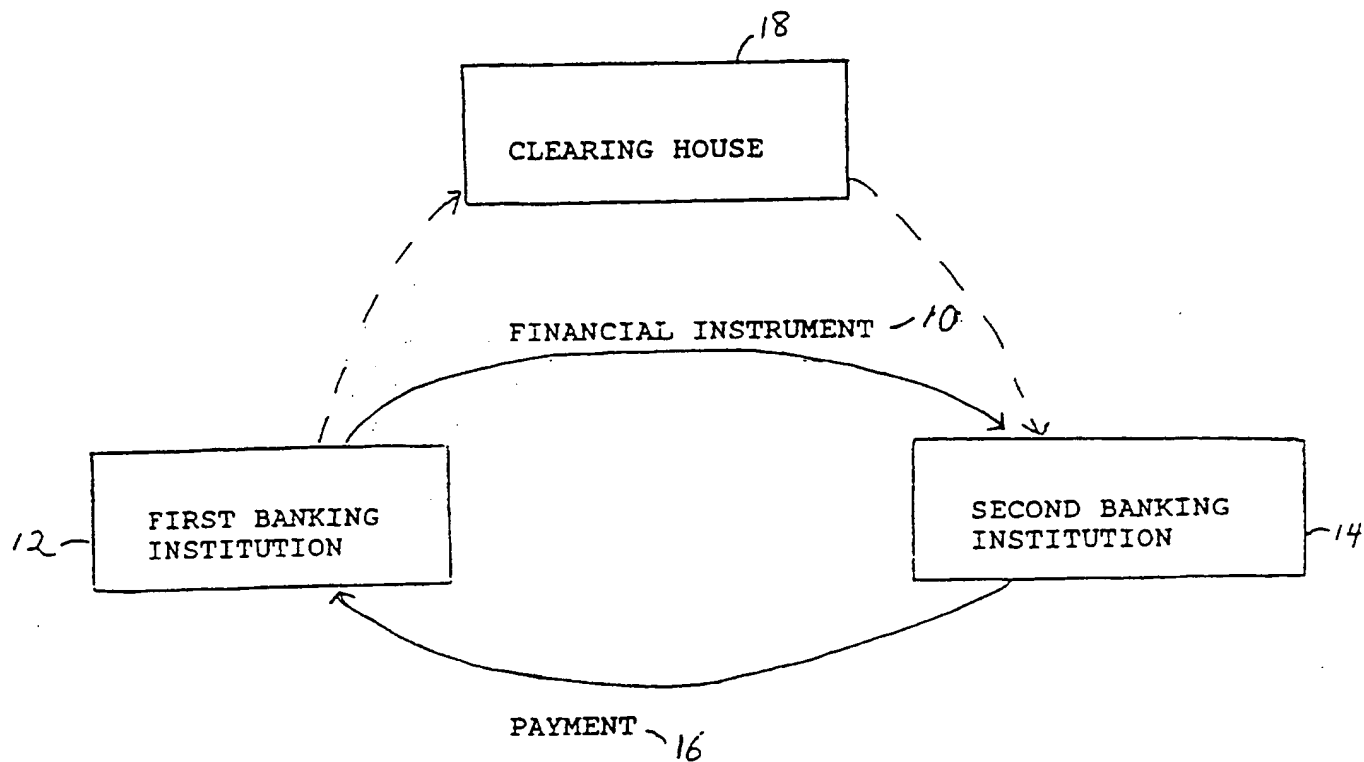 18
CLEARING HOUSE
FINANCIAL INSTRUMENT 10
FIRST BANKING
INSTITUTION
12
SECOND BANKING
INSTITUTION
14
PAYMENT 16